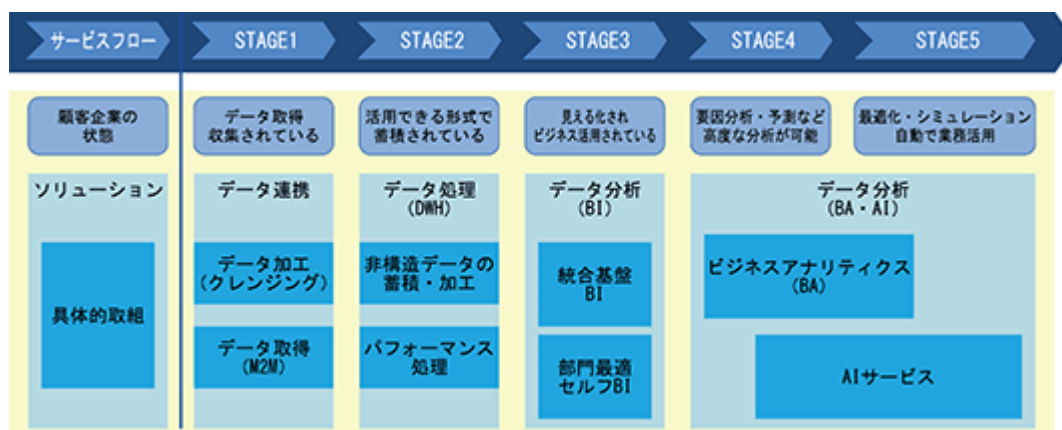 サービスフロー
STAGE1
STAGE2
STAGE3
STAGE4
STAGE5
顧客企業の
状態
データ取得
収集されている
活用できる形式で
蓄積されている
見える化され
ビジネス活用されている
要因分析・予測など
高度な分析が可能
最適化・シミュレーション
自動で業務活用
ソリューション
データ連携
データ処理
(DWH)
データ分析
(BI)
データ分析
(BA・AI)
具体的取組
データ加工
(クレンジング)
データ取得
(M2M)
非構造データの
蓄積・加工
パフォーマンス
処理
統合基盤
BI
部門最適
セルフBI
ビジネスアナリティクス
(BA)
AIサービス